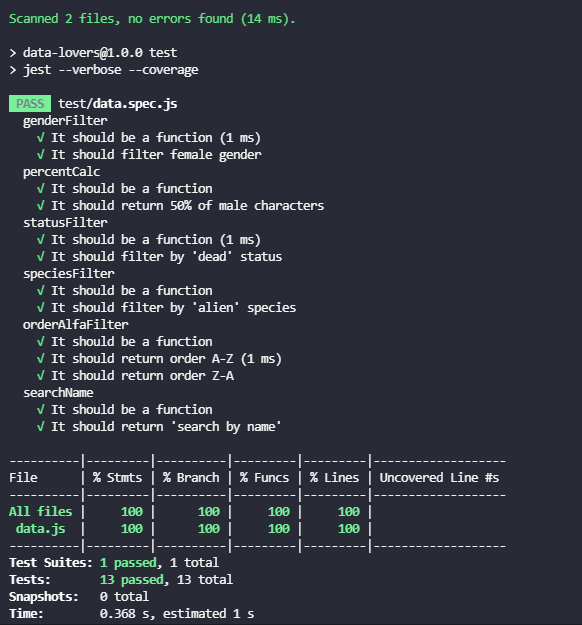 Scanned 2 files, no errors found (14 ms).
> data-lovers@1.0.0 test
> jest --verbose --coverage
PASS test/data.spec.js
genderFilter
√ It should be a function (1 ms)
√ It should filter female gender
percentCalc
√ It should be a function
√ It should return 50% of male characters
statusFilter
√ It should be a function (1 ms)
√ It should filter by 'dead' status
speciesFilter
√ It should be a function
√ It should filter by 'alien' species
orderAlfaFilter
√ It should be a function
√ It should return order A-Z (1 ms)
√ It should return order Z-A
searchName
√ It should be a function
√ It should return 'search by name'
----------|---------|----------|---------|---------|-------------------
File      | % Stmts | % Branch | % Funcs | % Lines | Uncovered Line #s
----------|---------|----------|---------|---------|-------------------
All files |     100 |      100 |     100 |     100 |
 data.js  |     100 |      100 |     100 |     100 |
----------|---------|----------|---------|---------|-------------------
Test Suites: 1 passed, 1 total
Tests:       13 passed, 13 total
Snapshots:   0 total
Time:        0.368 s, estimated 1 s